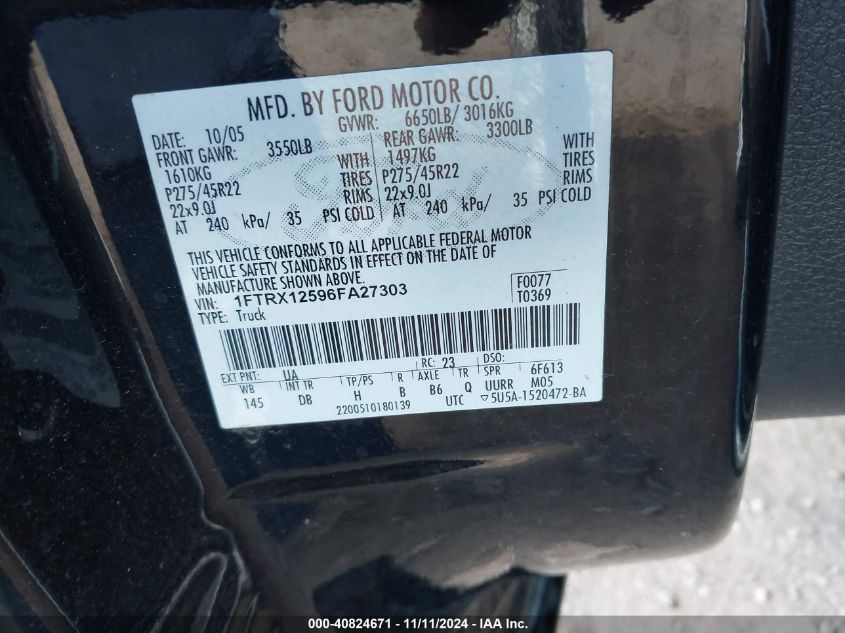 MFD. BY FORD MOTOR CO.
DATE: 10/05 GVWR: 6650LB/ 3016KG
FRONT GAWR: 3550LB REAR GAWR: 3300LB
1610KG WITH 1497KG WITH
P275/45R22 TIRES P275/45R22 TIRES
22x9.0J RIMS 22x9.0J RIMS
AT 240 kPa/ 35 PSI COLD AT 240 kPa/ 35 PSI COLD
THIS VEHICLE CONFORMS TO ALL APPLICABLE FEDERAL MOTOR
VEHICLE SAFETY STANDARDS IN EFFECT ON THE DATE OF
MANUFACTURE SHOWN ABOVE.
VIN: 1FTRX12596FA27303 F0077
TYPE: Truck T0369
EXT PNT: UA RC: 23 DSO:
WB INT TR TP/PS R AXLE TR SPR 6F613
145 DB H B B6 Q UURR M05
2200510180139 UTC ▽5U5A-1520472-BA
000-40824671 - 11/11/2024 - IAA Inc.